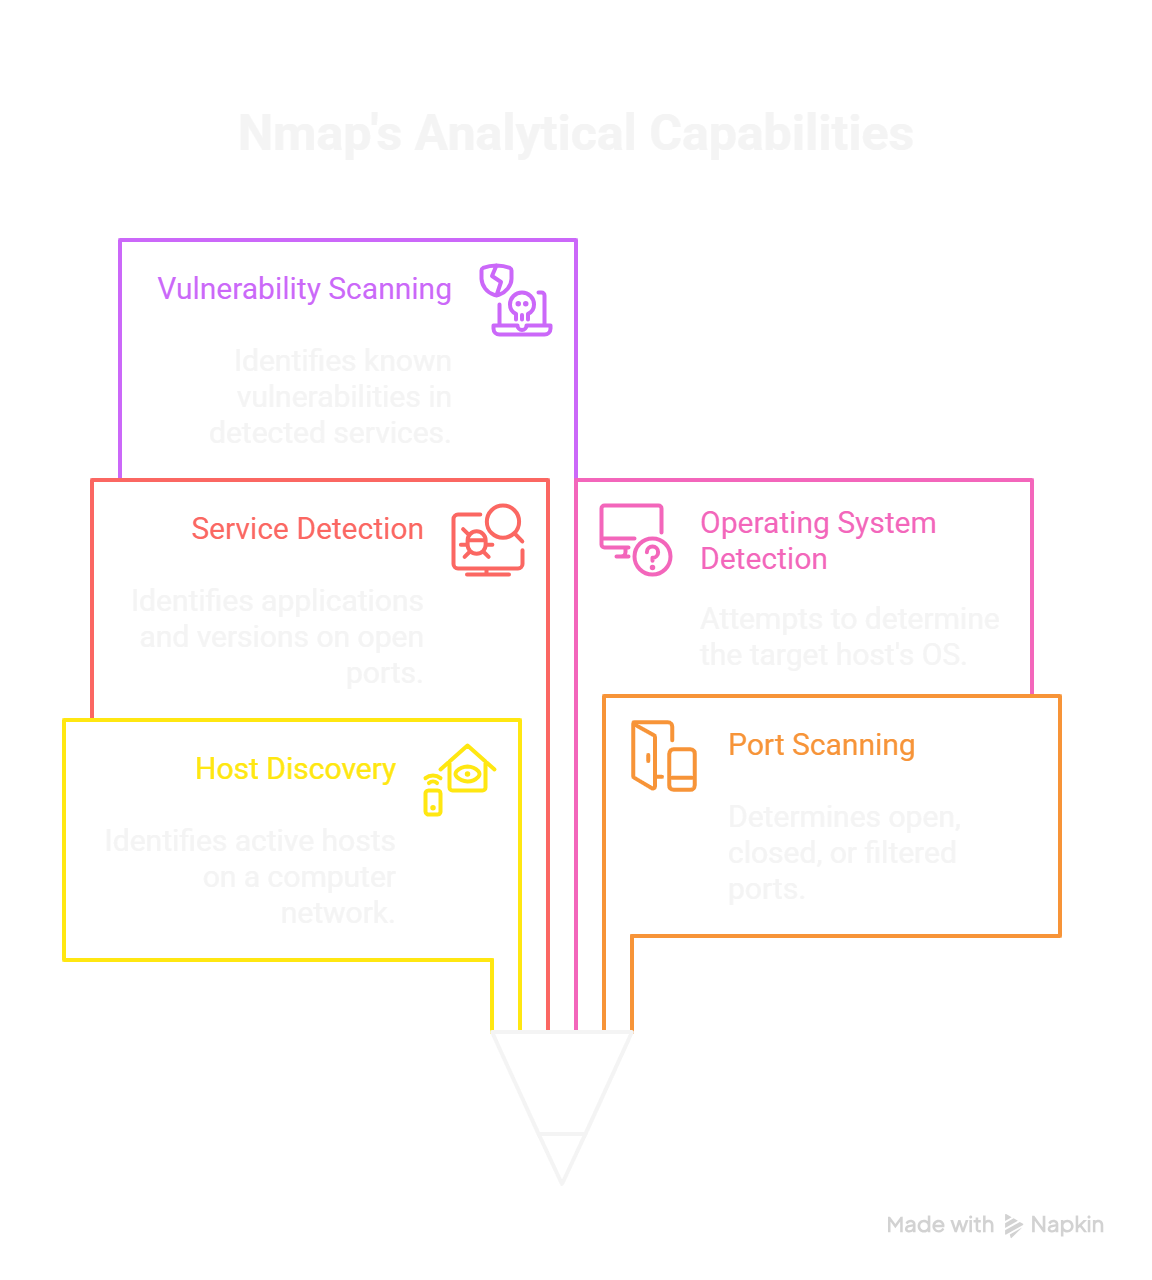 Nmap's Analytical Capabilities
Vulnerability Scanning
Identifies known
vulnerabilities in
detected services.
Service Detection
Identifies applications
and versions on open
ports.
Operating System
Detection
Attempts to determine
the target host's OS.
Host Discovery
Identifies active hosts
on a computer
network.
Port Scanning
Determines open,
closed, or filtered
ports.
Made with Napkin